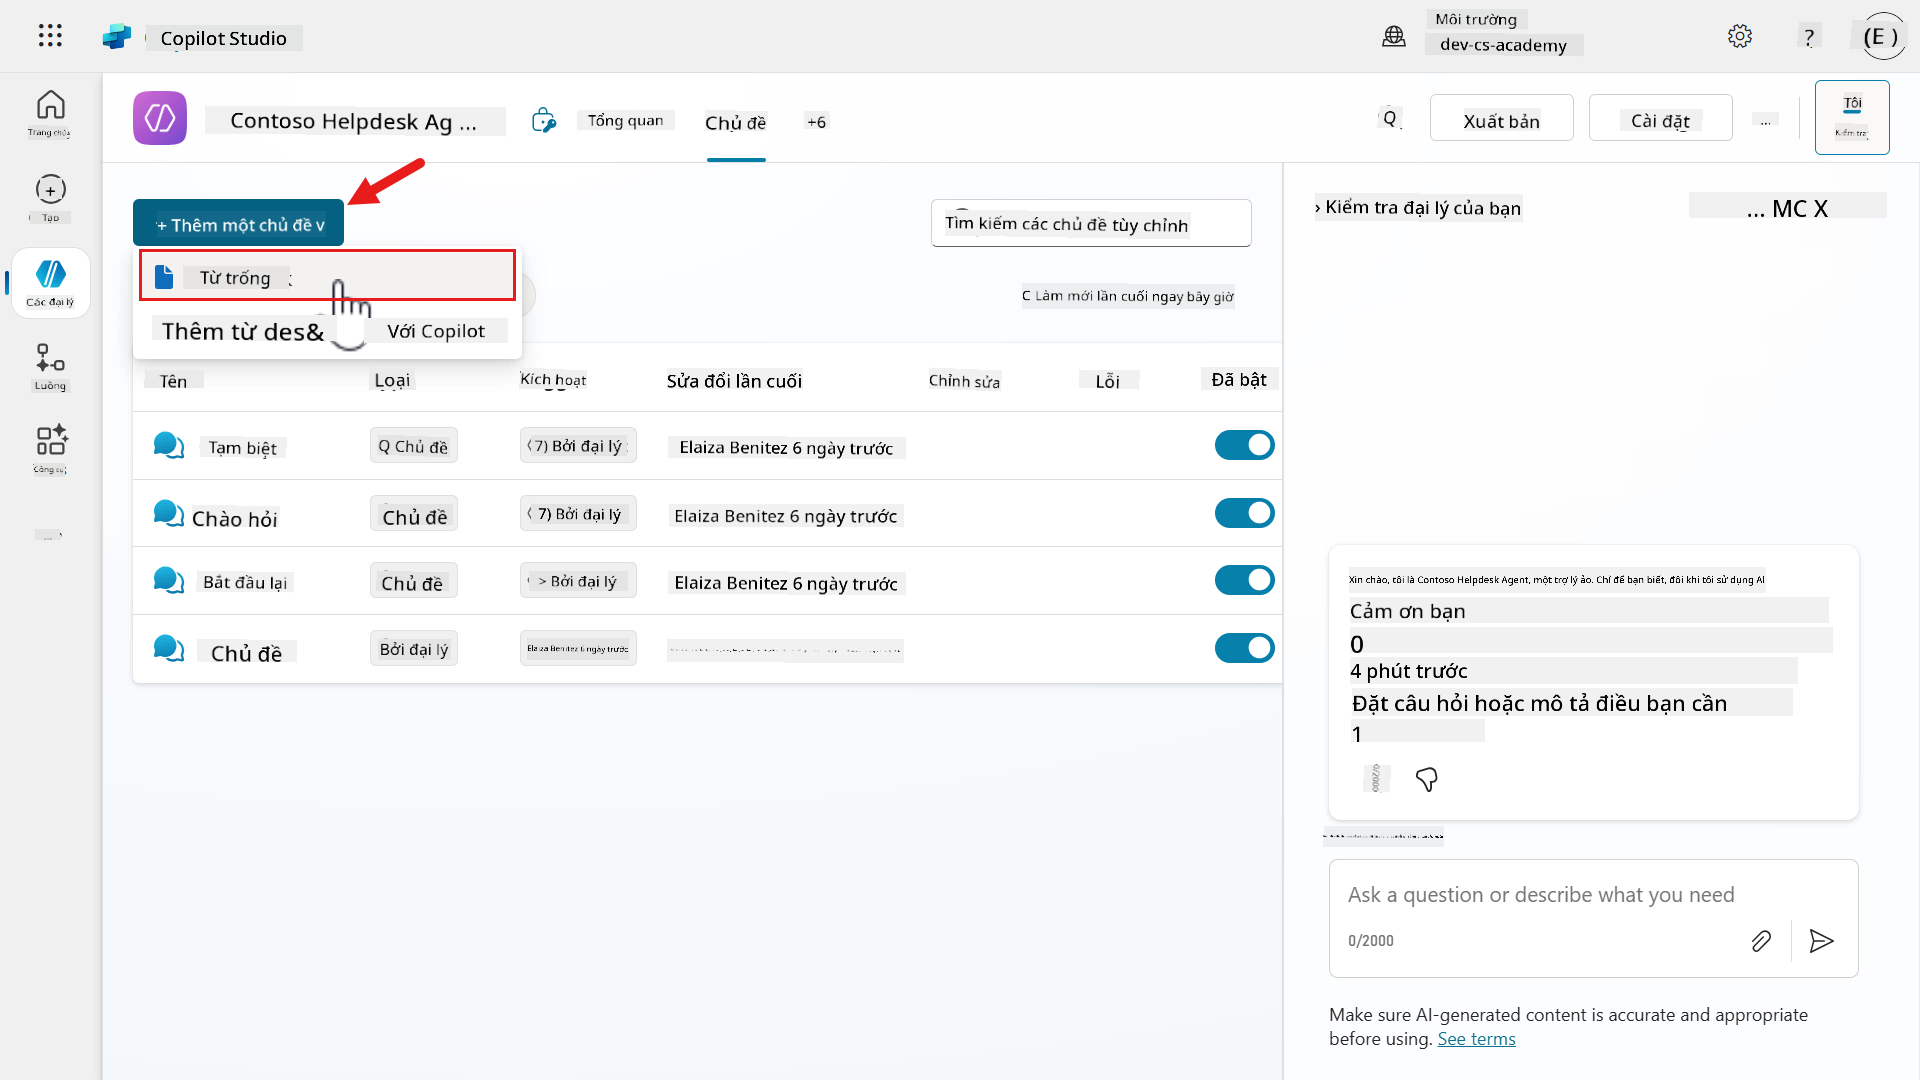 Copilot Studio
Môi trường
dev-cs-academy
?
(E )
Trang chủ
Tạo
Các đại lý
Luồng
Contoso Helpdesk Ag ...
Tổng quan
Chủ đề
+6
Q
Xuất bản
Cài đặt
...
Tôi
Kiểm tra
+ Thêm một chủ đề v
Tìm kiếm các chủ đề tùy chỉnh
Từ trống
Thêm từ des&
Với Copilot
C Làm mới lần cuối ngay bây giờ
Tên
Loại
Kích hoạt
Sửa đổi lần cuối
Chỉnh sửa
Lỗi
Đã bật
Tạm biệt
Q Chủ đề
7) Bởi đại lý
Elaiza Benitez 6 ngày trước
Chào hỏi
Chủ đề
7) Bởi đại lý
Elaiza Benitez 6 ngày trước
Bắt đầu lại
Chủ đề
> Bởi đại lý
Elaiza Benitez 6 ngày trước
Chủ đề
Bởi đại lý
Elaiza Benitez 6 ngày trước
› Kiểm tra đại lý của bạn
... MC X
Xin chào, tôi là Contoso Helpdesk Agent, một trợ lý ảo. Chỉ để bạn biết, đôi khi tôi sử dụng AI
Cảm ơn bạn
0
4 phút trước
Đặt câu hỏi hoặc mô tả điều bạn cần
1
0/2000
Ask a question or describe what you need
0/2000
Make sure AI-generated content is accurate and appropriate
before using. See terms